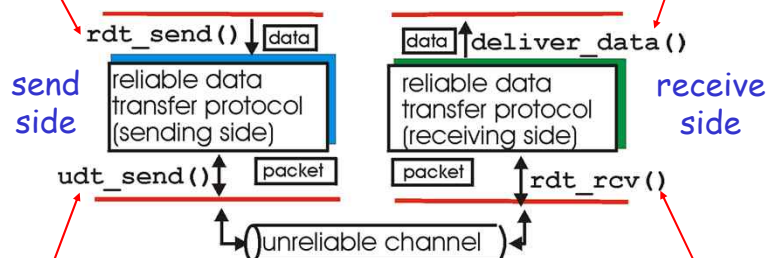 rdt_send() data
data deliver_data()
send side
reliable data
transfer protocol
(sending side)
reliable data
transfer protocol
(receiving side)
receive side
udt_send() packet
packet rdt_rcv()
unreliable channel